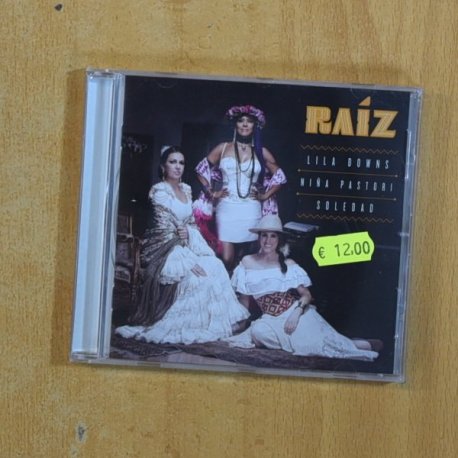 RAÍZ
LILA DOWNS
NIÑA PASTORI
SOLEDAD
€ 12,00